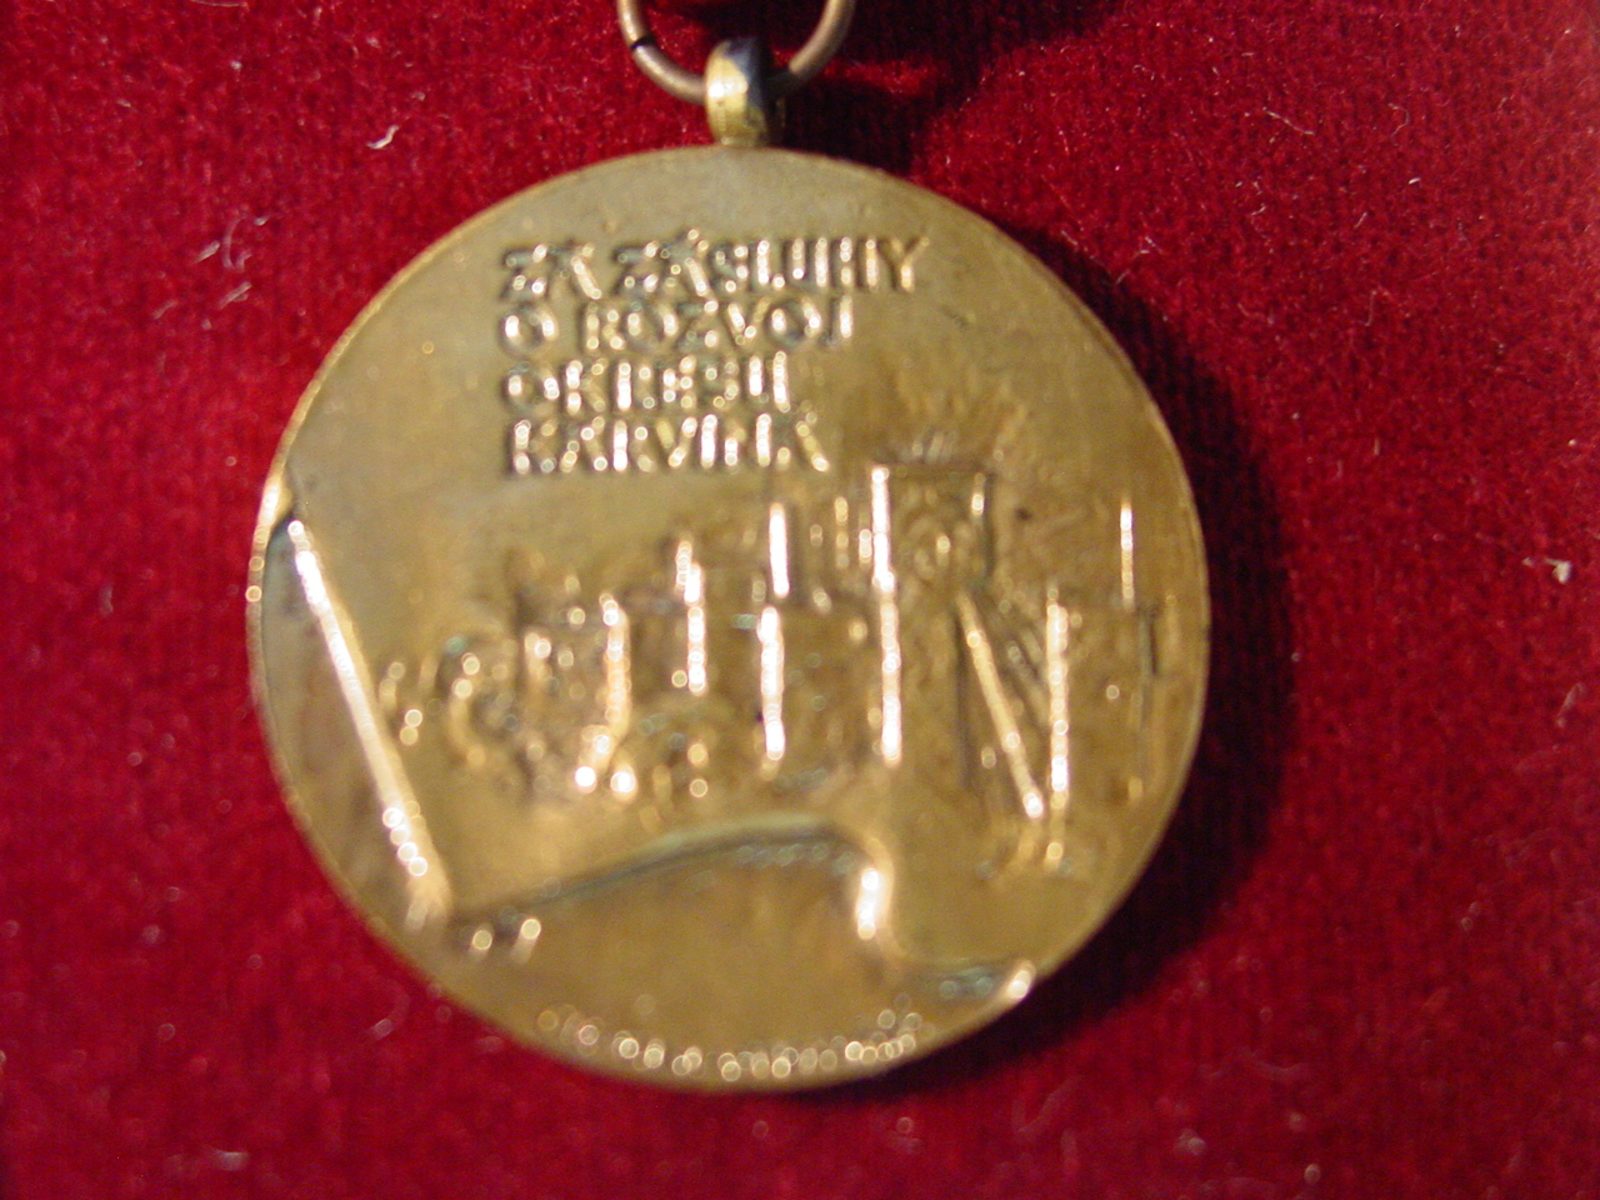 ZA ZÁSLUHY
O ROZVOJ
OKRESU
KARVINÁ